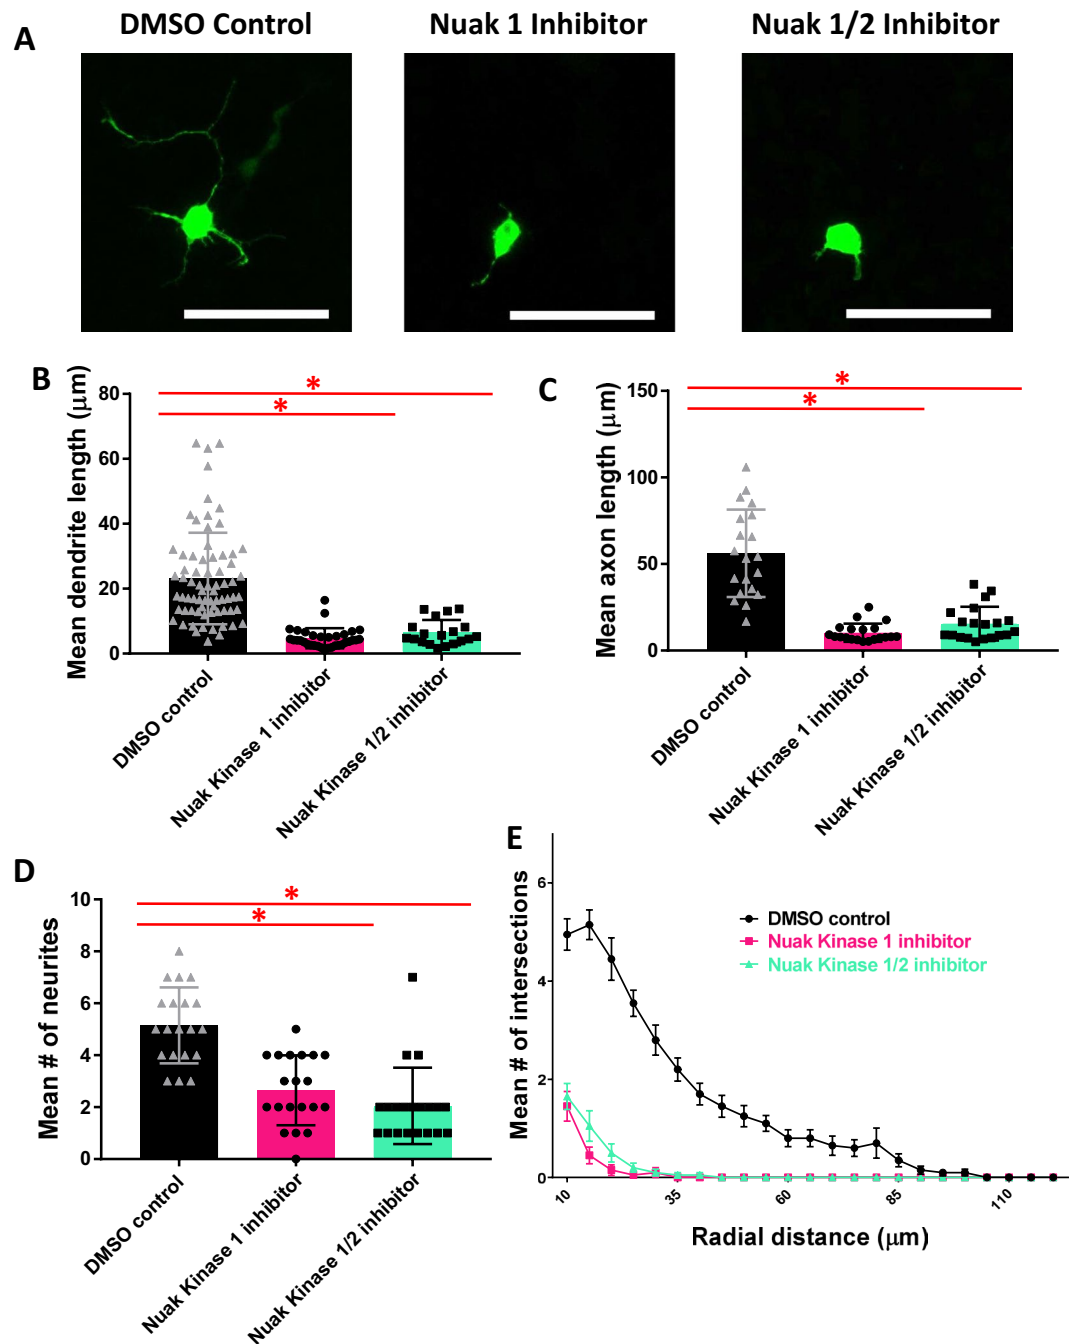 A
DMSO Control
Nuak 1 Inhibitor
Nuak 1/2 Inhibitor
B
Mean dendrite length (μm)
80
60
40
20
0
*
*
DMSO control
Nuak Kinase 1 inhibitor
Nuak Kinase 1/2 inhibitor
C
Mean axon length (μm)
150
100
50
0
*
*
DMSO control
Nuak Kinase 1 inhibitor
Nuak Kinase 1/2 inhibitor
D
Mean # of neurites
10
8
6
4
2
0
*
*
DMSO control
Nuak Kinase 1 inhibitor
Nuak Kinase 1/2 inhibitor
E
Mean # of intersections
6
4
2
0
DMSO control
Nuak Kinase 1 inhibitor
Nuak Kinase 1/2 inhibitor
10
35
60
85
110
Radial distance (μm)